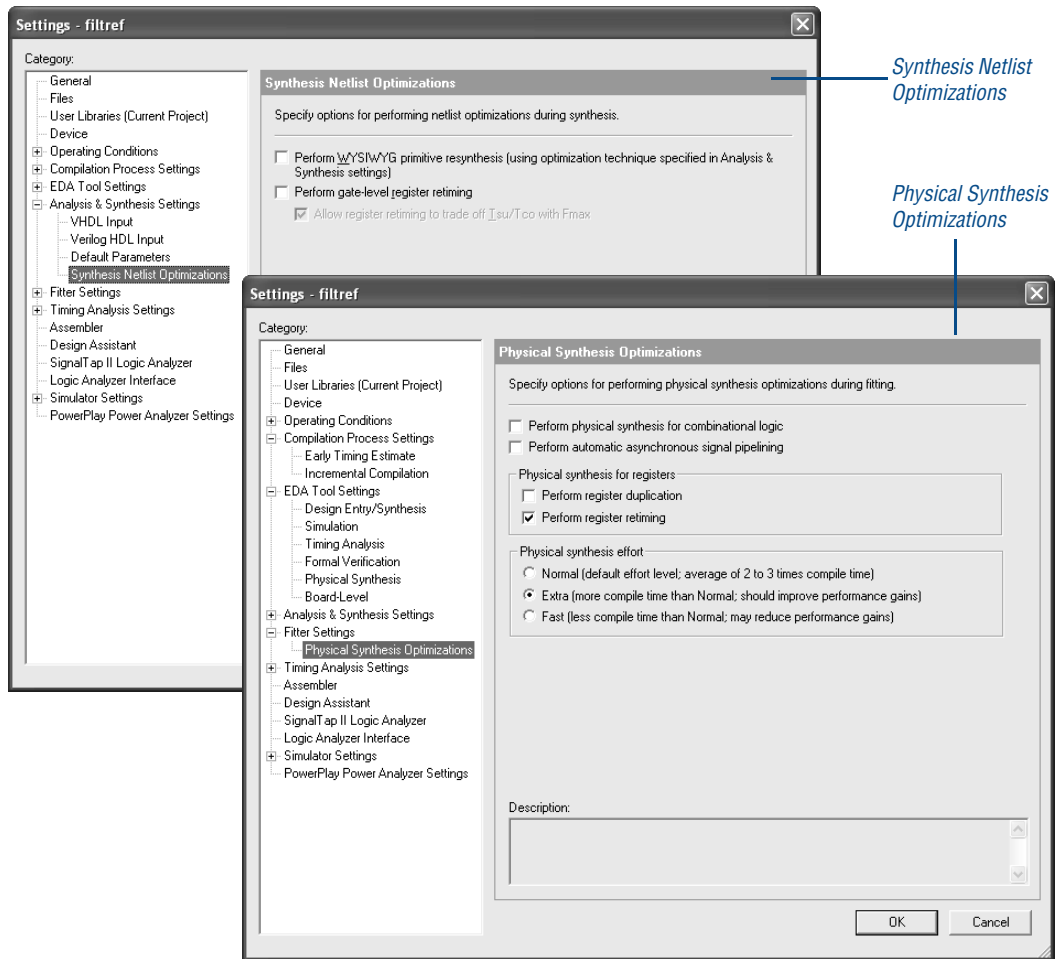 Settings - filtref
Category:
General
Files
User Libraries (Current Project)
Device
Operating Conditions
Compilation Process Settings
EDA Tool Settings
Analysis & Synthesis Settings
VHDL Input
Verilog HDL Input
Default Parameters
Synthesis Netlist Optimizations
Fitter Settings
Timing Analysis Settings
Assembler
Design Assistant
SignalTap II Logic Analyzer
Logic Analyzer Interface
Simulator Settings
PowerPlay Power Analyzer Settings
Synthesis Netlist Optimizations
Specify options for performing netlist optimizations during synthesis.
Perform WYSIWYG primitive resynthesis (using optimization technique specified in Analysis &
Synthesis settings)
Perform gate-level register retiming
Allow register retiming to trade off Tsu/Tco with Fmax
Synthesis Netlist
Optimizations
Physical Synthesis
Optimizations
Settings - filtref
Category:
General
Files
User Libraries (Current Project)
Device
Operating Conditions
Compilation Process Settings
Early Timing Estimate
Incremental Compilation
EDA Tool Settings
Design Entry/Synthesis
Simulation
Timing Analysis
Formal Verification
Physical Synthesis
Board-Level
Analysis & Synthesis Settings
Fitter Settings
Physical Synthesis Optimizations
Timing Analysis Settings
Assembler
Design Assistant
SignalTap II Logic Analyzer
Logic Analyzer Interface
Simulator Settings
PowerPlay Power Analyzer Settings
Physical Synthesis Optimizations
Specify options for performing physical synthesis optimizations during fitting.
Perform physical synthesis for combinational logic
Perform automatic asynchronous signal pipelining
Physical synthesis for registers
Perform register duplication
Perform register retiming
Physical synthesis effort
Normal (default effort level; average of 2 to 3 times compile time)
Extra (more compile time than Normal; should improve performance gains)
Fast (less compile time than Normal; may reduce performance gains)
Description:
OK
Cancel